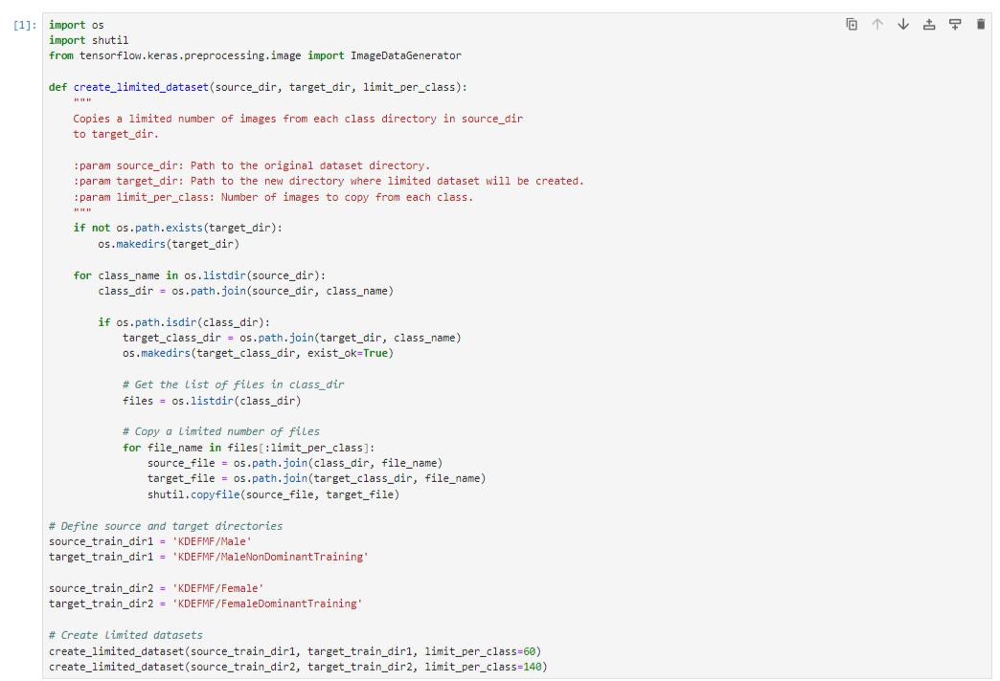 [1]:
import os
import shutil
from tensorflow.keras.preprocessing.image import ImageDataGenerator

def create_limited_dataset(source_dir, target_dir, limit_per_class):
    """
    Copies a limited number of images from each class directory in source_dir
    to target_dir.

    :param source_dir: Path to the original dataset directory.
    :param target_dir: Path to the new directory where limited dataset will be created.
    :param limit_per_class: Number of images to copy from each class.
    """
    if not os.path.exists(target_dir):
        os.makedirs(target_dir)

    for class_name in os.listdir(source_dir):
        class_dir = os.path.join(source_dir, class_name)

        if os.path.isdir(class_dir):
            target_class_dir = os.path.join(target_dir, class_name)
            os.makedirs(target_class_dir, exist_ok=True)

            # Get the list of files in class_dir
            files = os.listdir(class_dir)

            # Copy a limited number of files
            for file_name in files[:limit_per_class]:
                source_file = os.path.join(class_dir, file_name)
                target_file = os.path.join(target_class_dir, file_name)
                shutil.copyfile(source_file, target_file)

# Define source and target directories
source_train_dir1 = 'KDEFMF/Male'
target_train_dir1 = 'KDEFMF/MaleNonDominantTraining'

source_train_dir2 = 'KDEFMF/Female'
target_train_dir2 = 'KDEFMF/FemaleDominantTraining'

# Create limited datasets
create_limited_dataset(source_train_dir1, target_train_dir1, limit_per_class=60)
create_limited_dataset(source_train_dir2, target_train_dir2, limit_per_class=140)